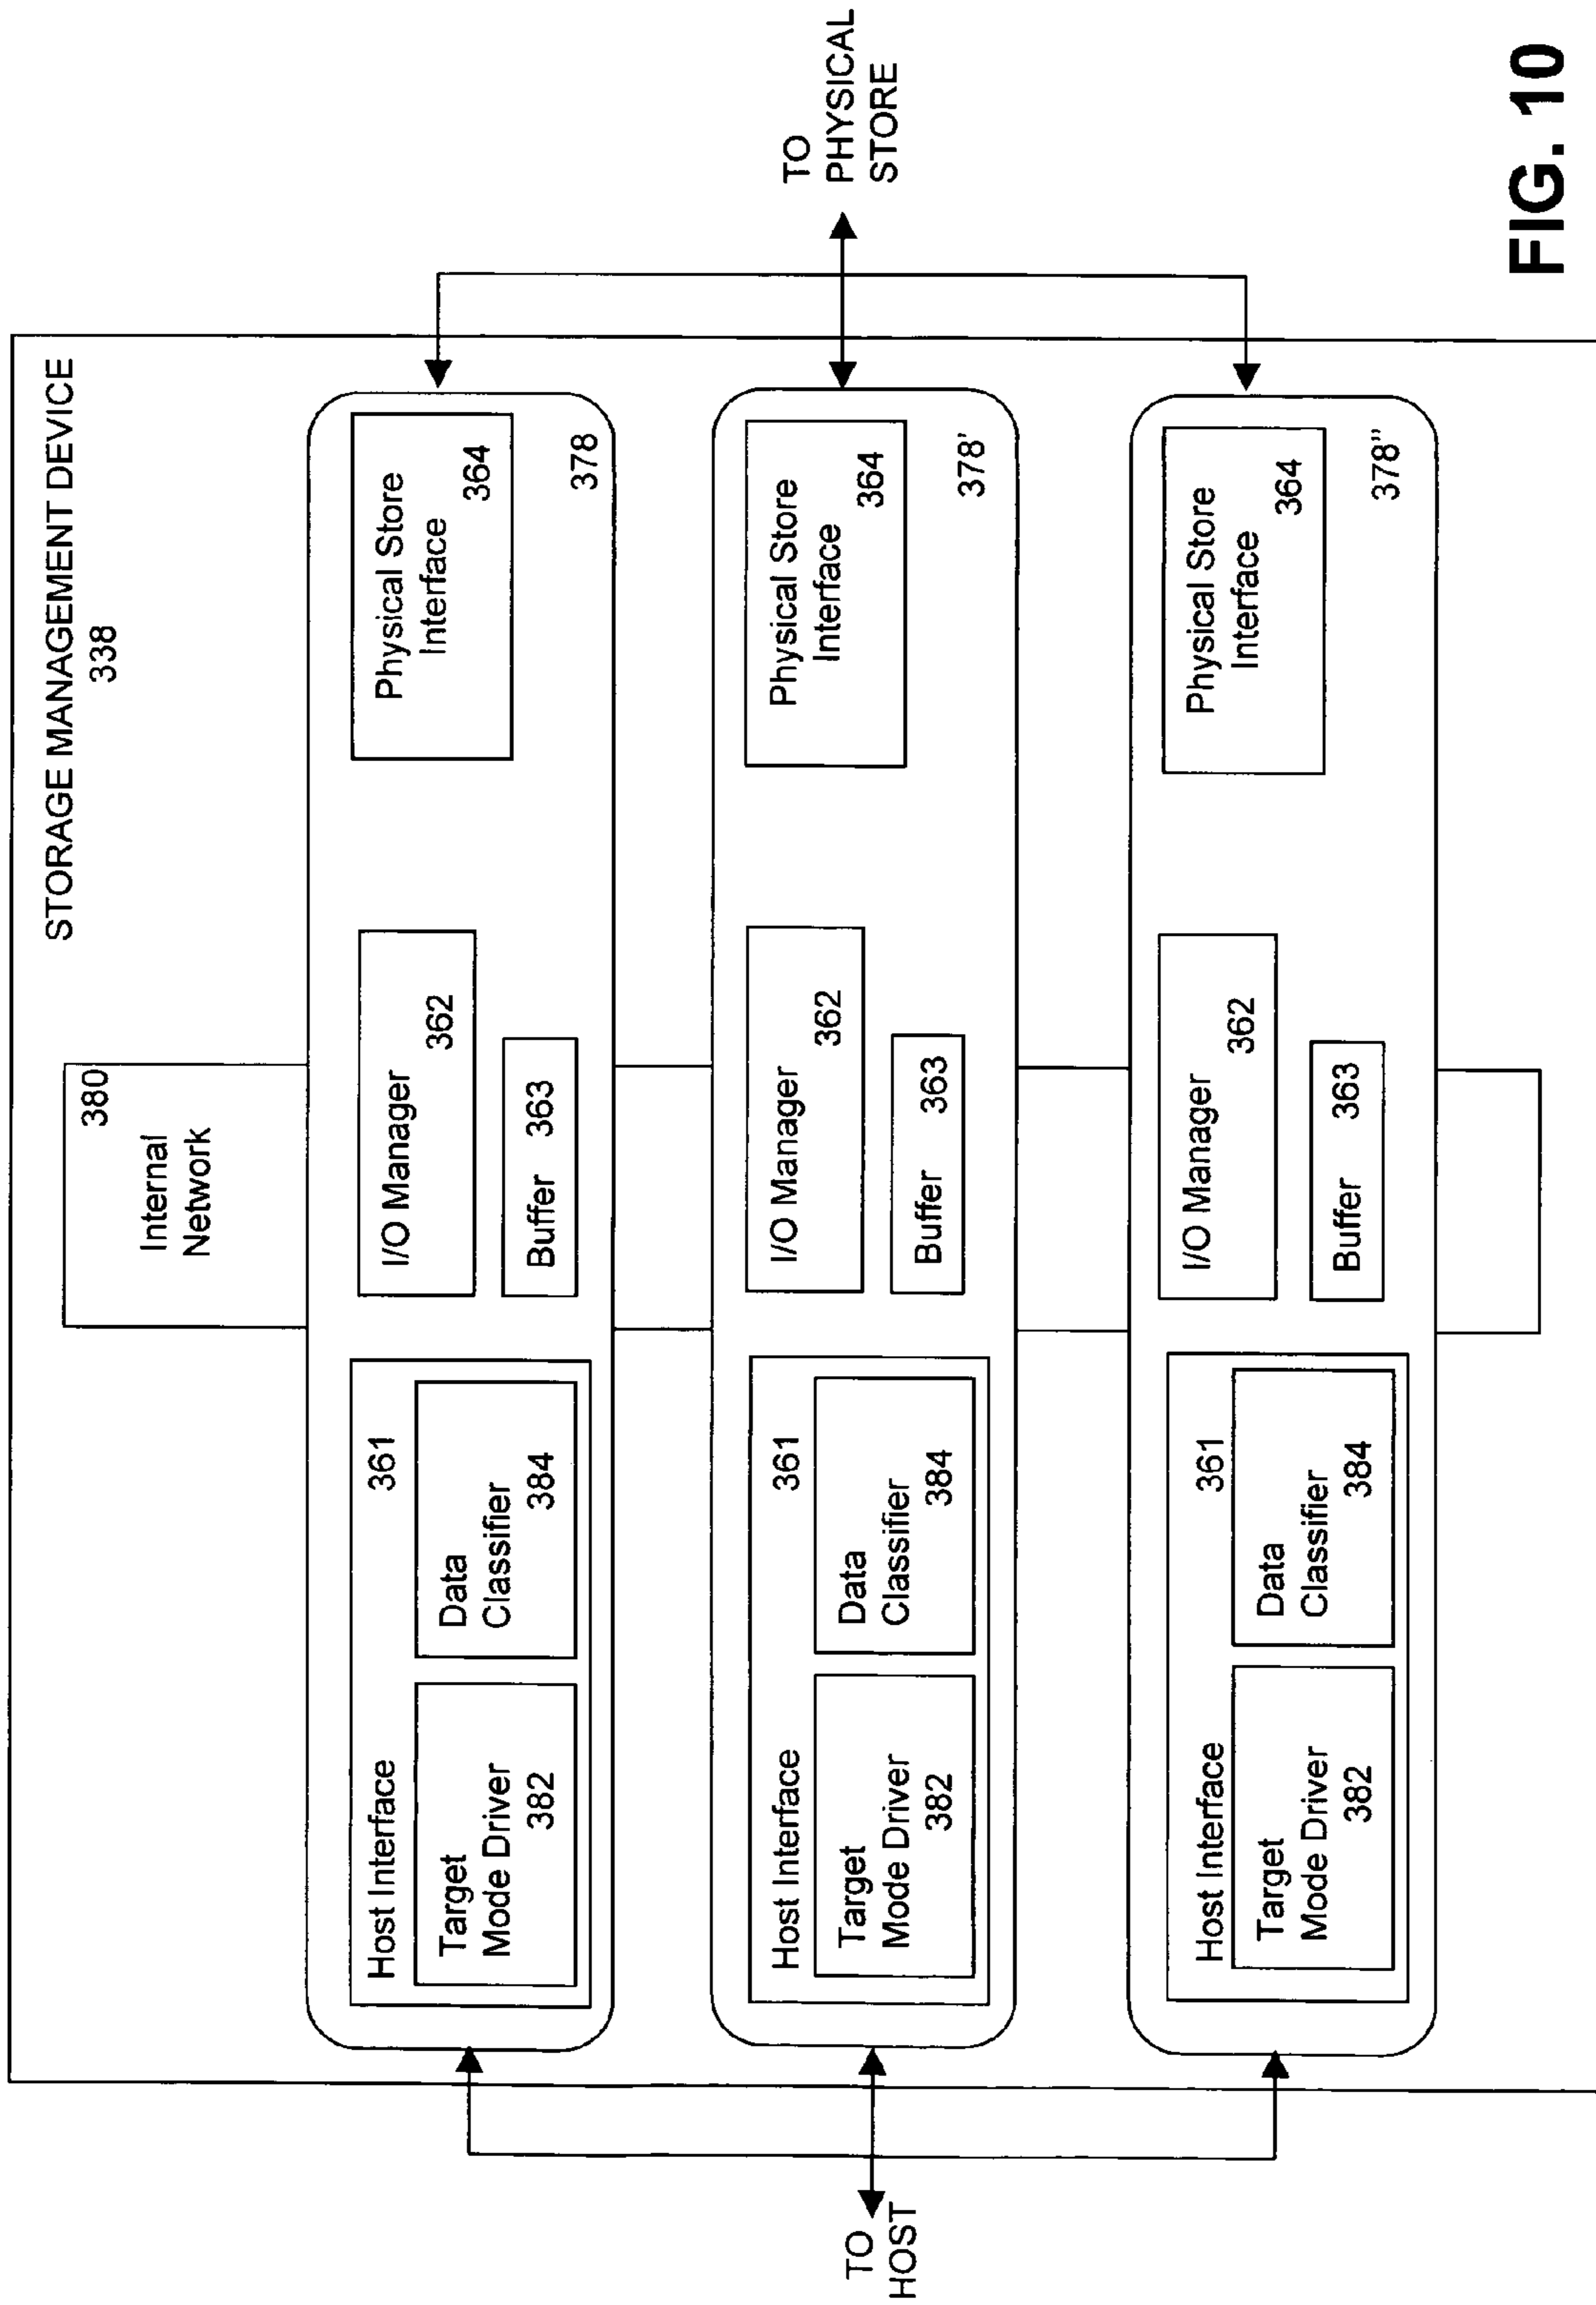 STORAGE MANAGEMENT DEVICE
338
380
Internal
Network
Host Interface
361
Target
Mode Driver
382
Data
Classifier
384
I/O Manager
362
Buffer 363
Physical Store
Interface
364
378
TO
HOST
Host Interface
361
Target
Mode Driver
382
Data
Classifier
384
I/O Manager
362
Buffer 363
Physical Store
Interface
364
378'
TO
PHYSICAL
STORE
Host Interface
361
Target
Mode Driver
382
Data
Classifier
384
I/O Manager
362
Buffer 363
Physical Store
Interface
364
378"
FIG. 10